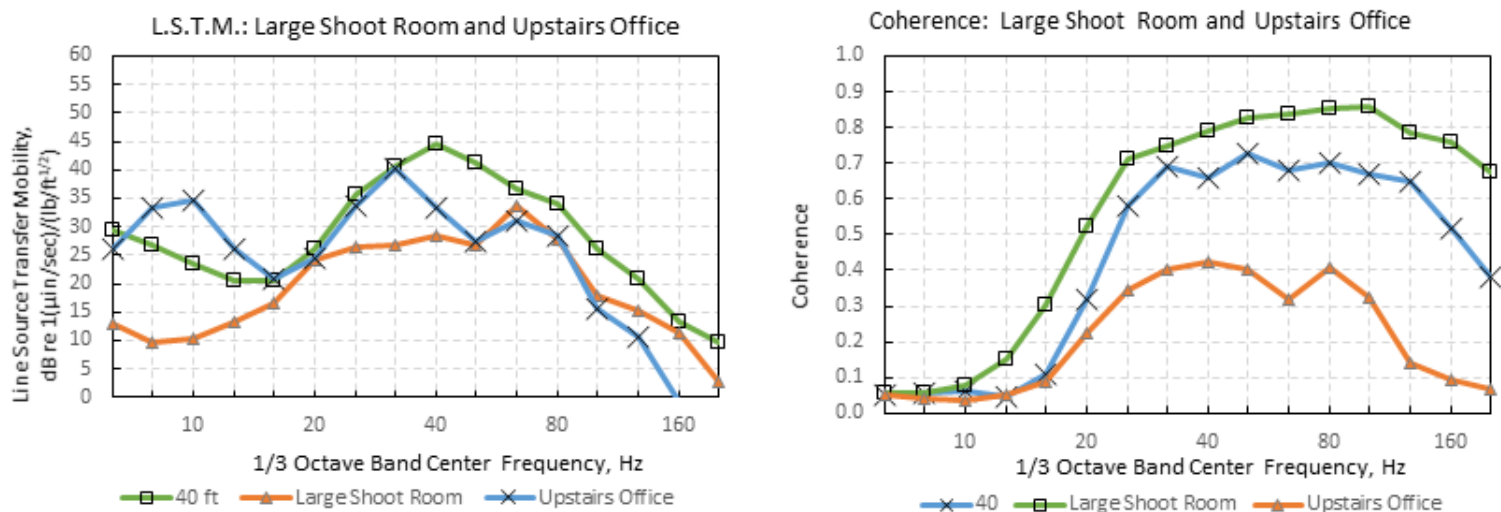 L.S.T.M.: Large Shoot Room and Upstairs Office
60
55
50
45
40
35
30
25
20
15
10
5
0
Line Source Transfer Mobility,
dB re 1(µin/sec)/(lb/ft^1/2)
10 20 40 80 160
1/3 Octave Band Center Frequency, Hz
40 ft Large Shoot Room Upstairs Office
Coherence: Large Shoot Room and Upstairs Office
1.0
0.9
0.8
0.7
0.6
0.5
0.4
0.3
0.2
0.1
0.0
Coherence
10 20 40 80 160
1/3 Octave Band Center Frequency, Hz
40 Large Shoot Room Upstairs Office